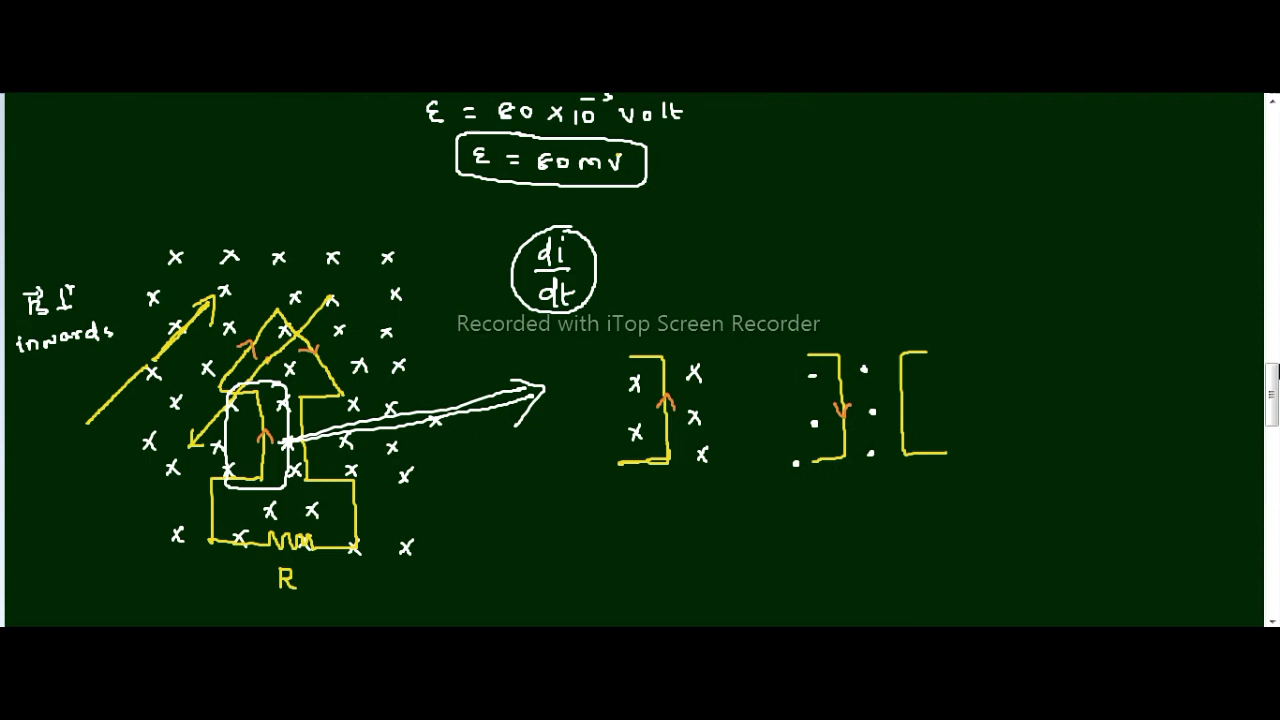 ε = 80 × 10⁻³ volt
ε = 80 mV
di
dt
inwards
Recorded with iTop Screen Recorder
R